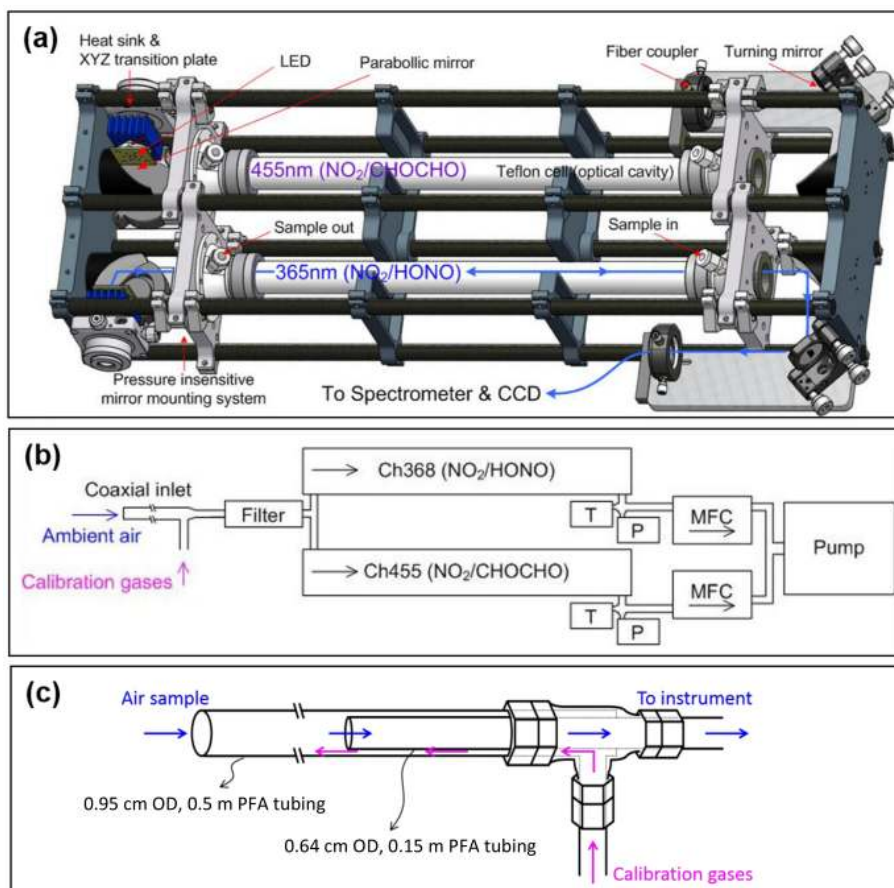 (a)
Heat sink &
XYZ transition plate
LED
Parabollic mirror
Fiber coupler
Turning mirror
455nm (NO₂/CHOCHO)
Teflon cell (optical cavity)
Sample out
Sample in
365nm (NO₂/HONO)
Pressure insensitive
mirror mounting system
To Spectrometer & CCD
(b)
Coaxial inlet
Ambient air
Calibration gases
Filter
Ch368 (NO₂/HONO)
T
P
MFC
Pump
Ch455 (NO₂/CHOCHO)
T
P
MFC
(c)
Air sample
To instrument
0.95 cm OD, 0.5 m PFA tubing
0.64 cm OD, 0.15 m PFA tubing
Calibration gases